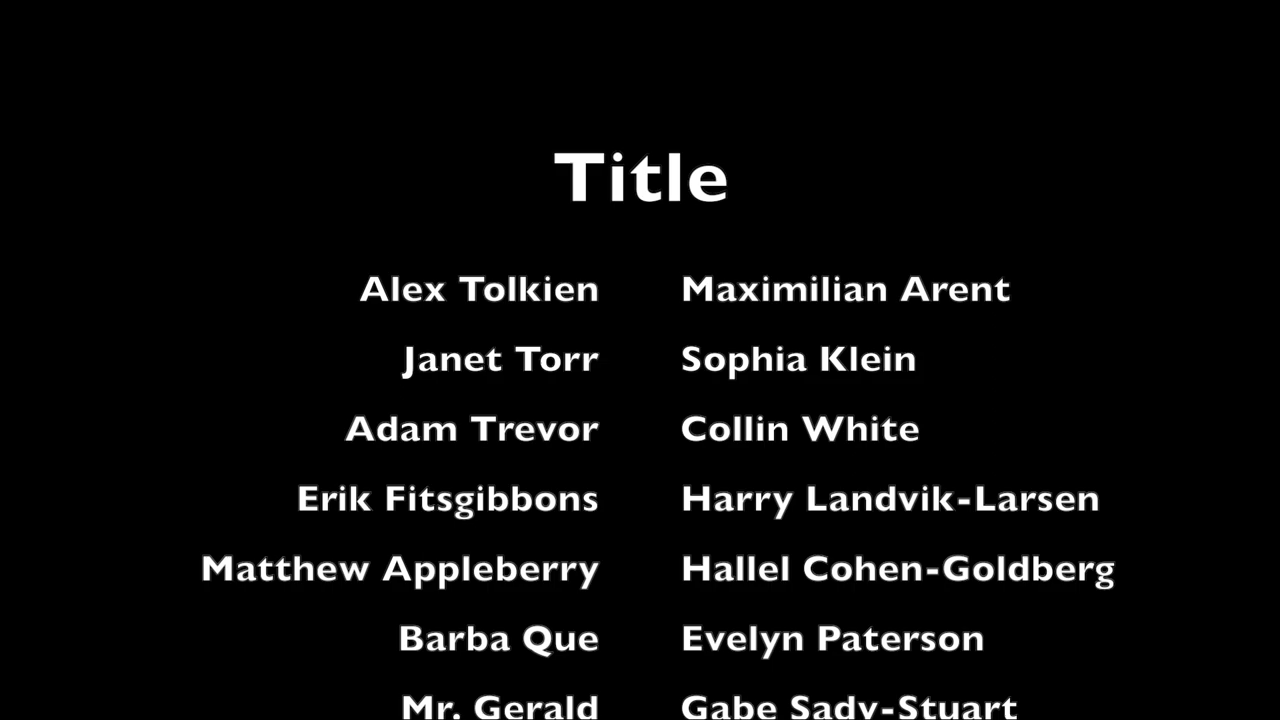 Title
Alex Tolkien Maximilian Arent
Janet Torr Sophia Klein
Adam Trevor Collin White
Erik Fitsgibbons Harry Landvik-Larsen
Matthew Appleberry Hallel Cohen-Goldberg
Barba Que Evelyn Paterson
Mr. Gerald Gabe Sady-Stuart